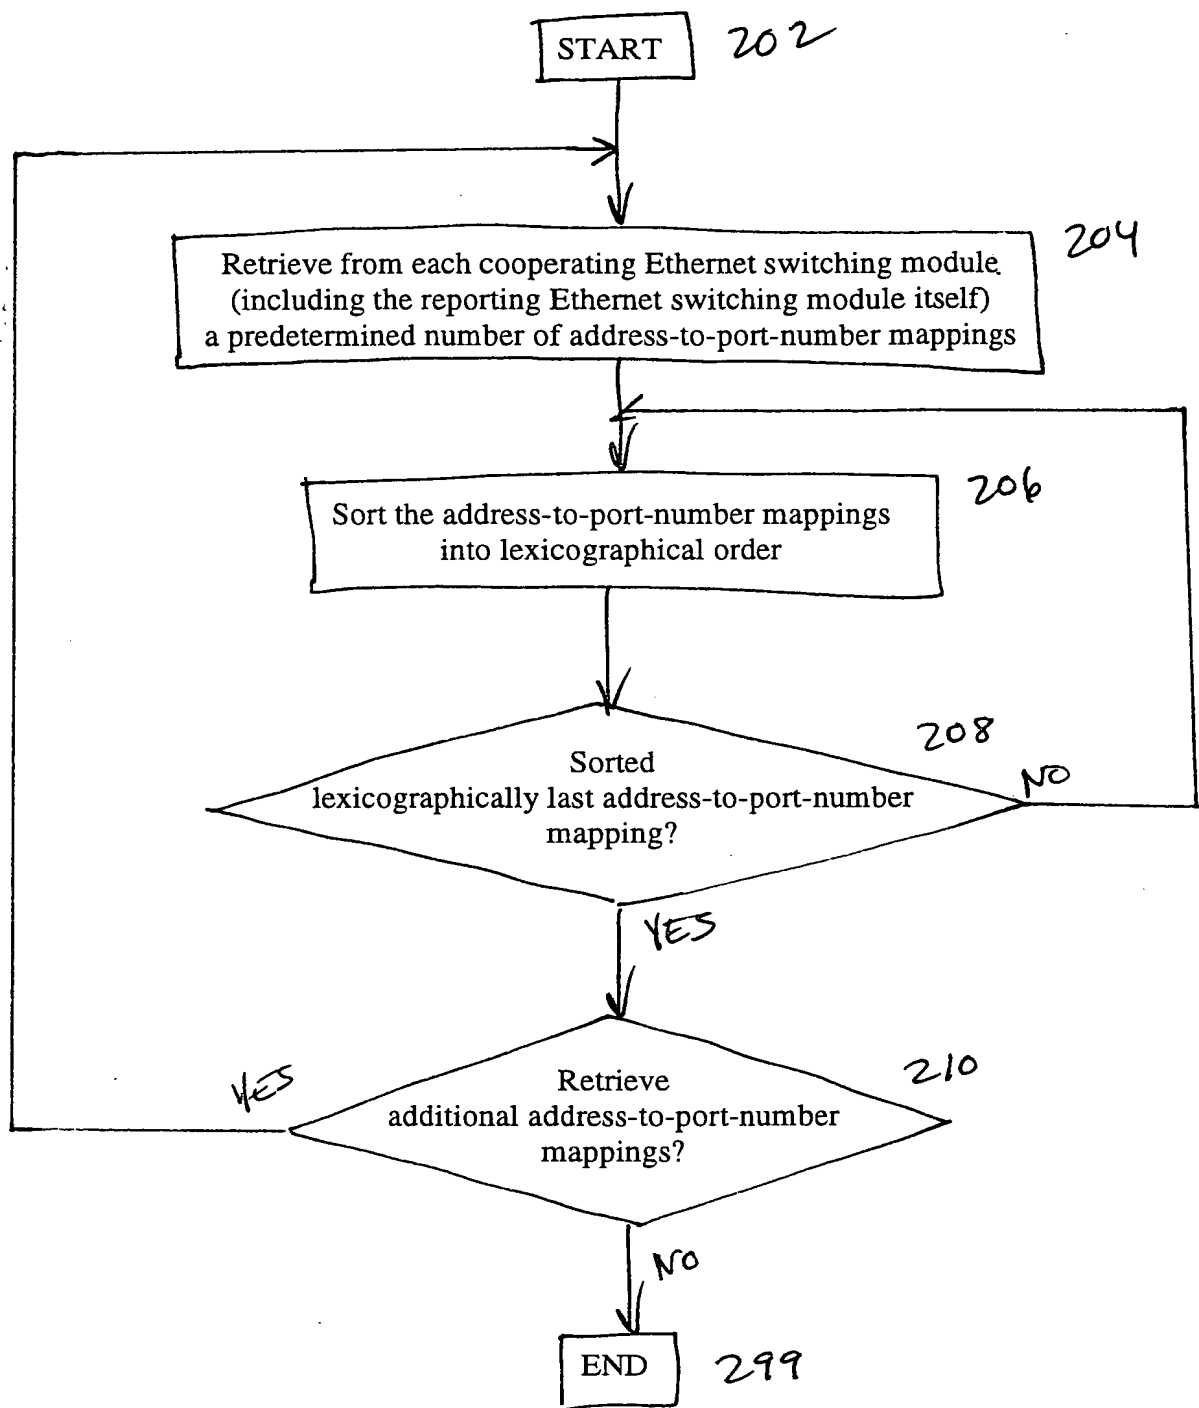 START 202
204
Retrieve from each cooperating Ethernet switching module
(including the reporting Ethernet switching module itself)
a predetermined number of address-to-port-number mappings
206
Sort the address-to-port-number mappings
into lexicographical order
208
Sorted
lexicographically last address-to-port-number
mapping?
NO
YES
210
Retrieve
additional address-to-port-number
mappings?
YES
NO
END 299